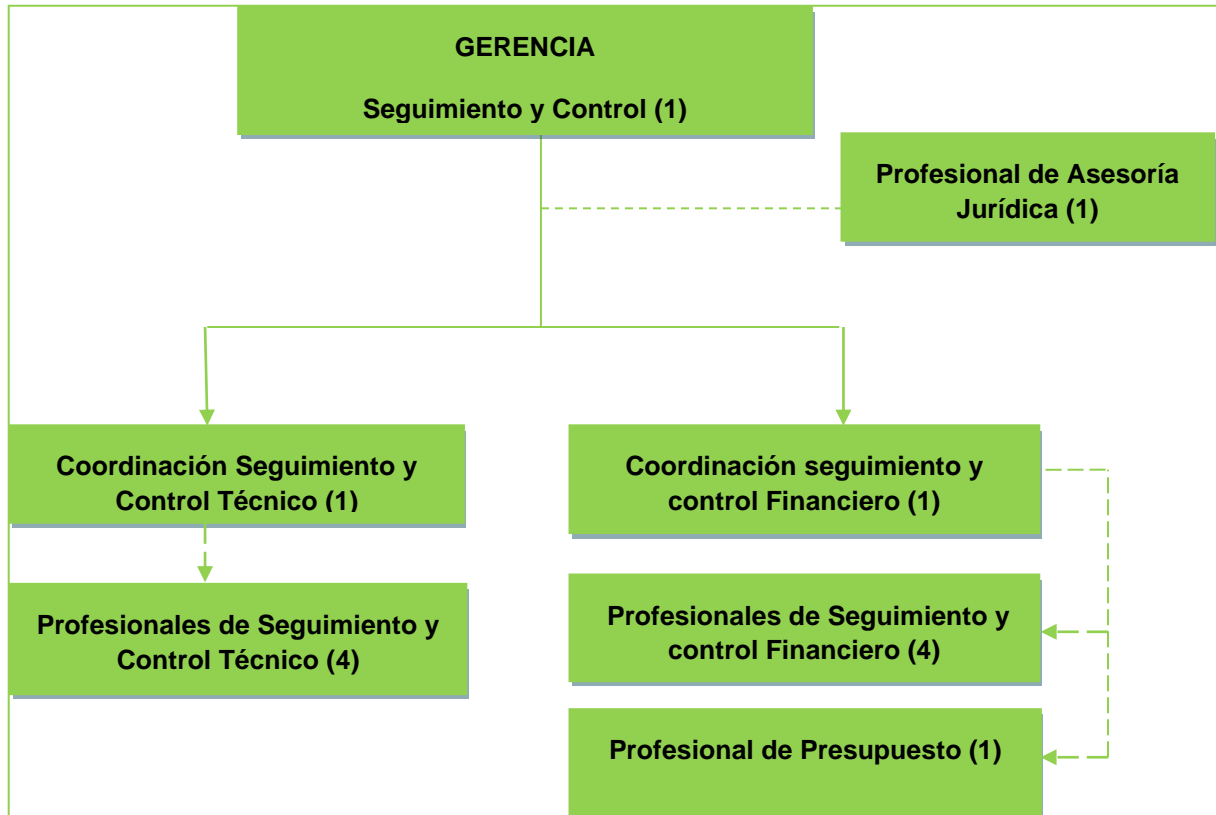 GERENCIA
Seguimiento y Control (1)
Profesional de Asesoría
Jurídica (1)
Coordinación Seguimiento y
Control Técnico (1)
Coordinación seguimiento y
control Financiero (1)
Profesionales de Seguimiento y
Control Técnico (4)
Profesionales de Seguimiento y
control Financiero (4)
Profesional de Presupuesto (1)